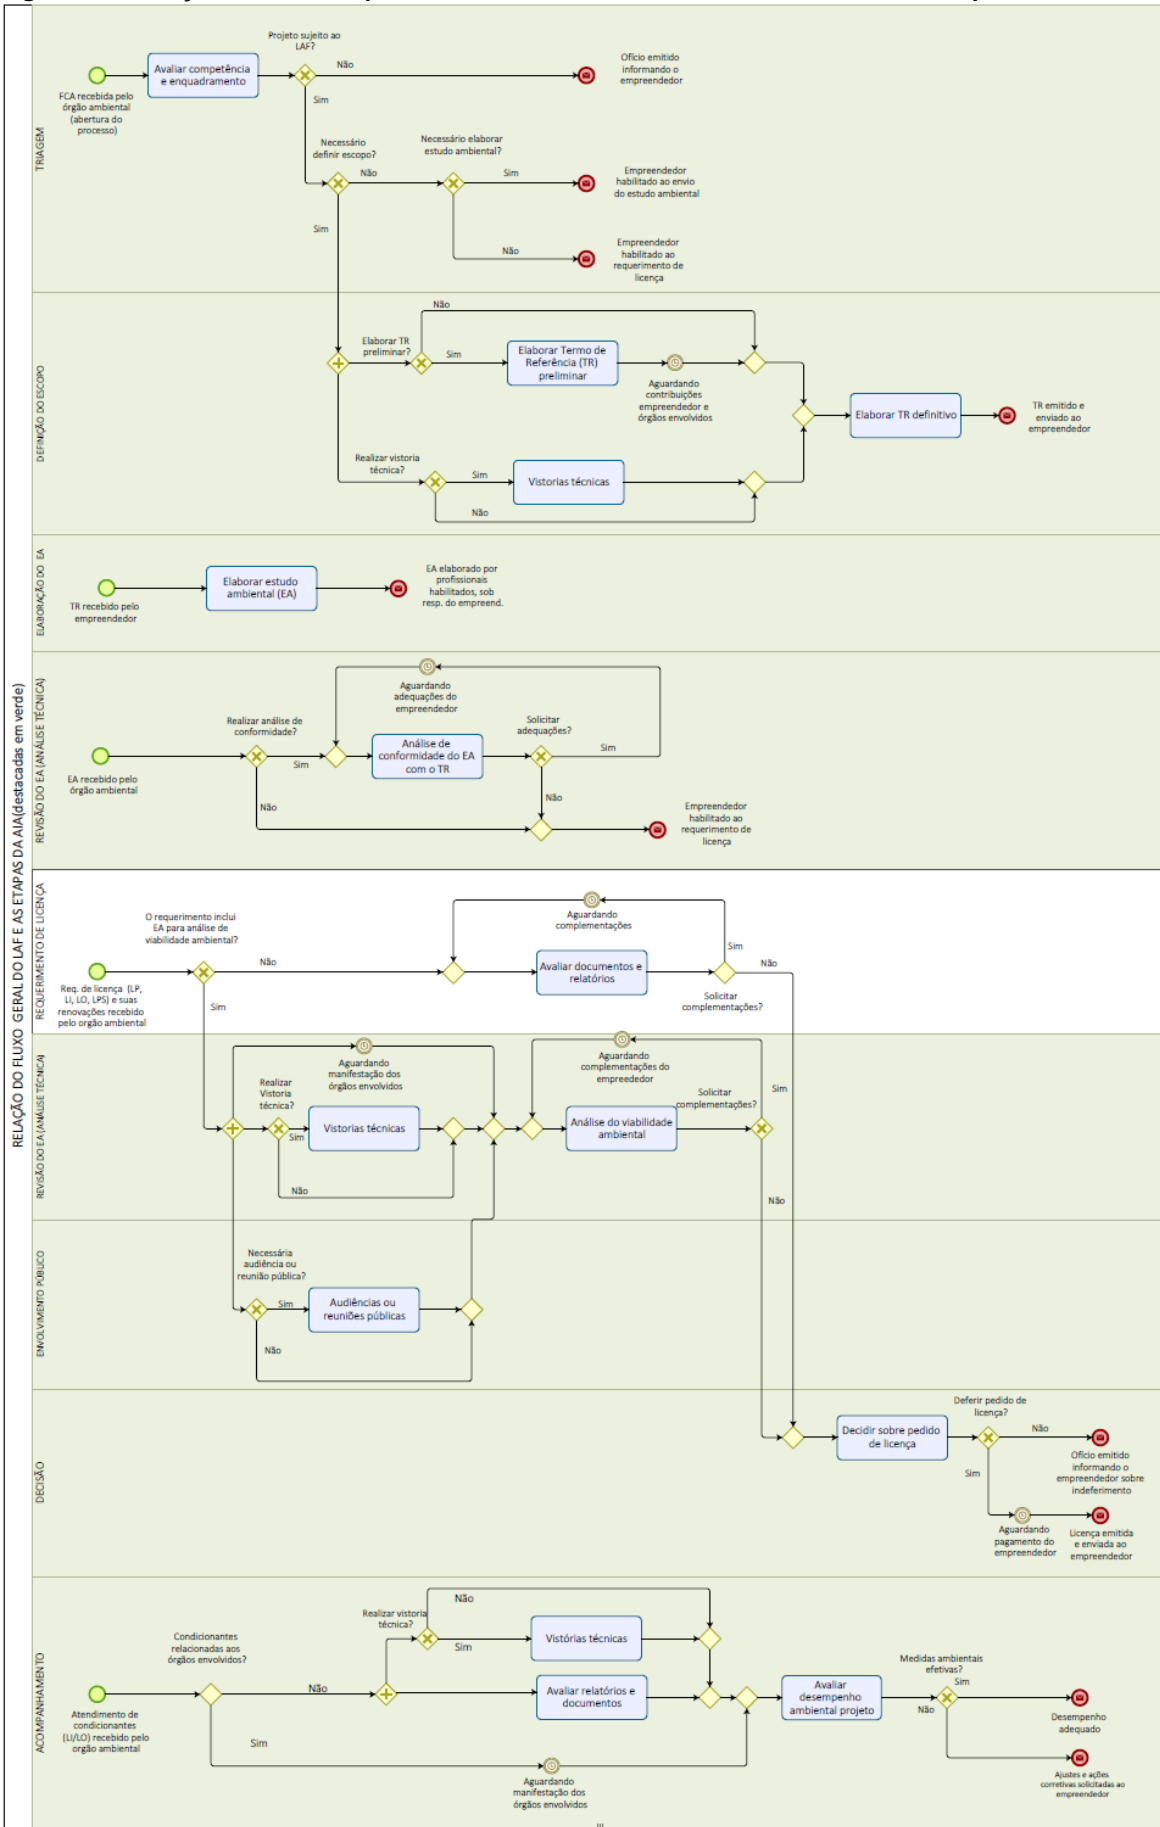 RELAÇÃO DO FLUXO GERAL DO LAF E AS ETAPAS DA AIA(destacadas em verde)
TRIAGEM
Projeto sujeito ao
LAF?
Avaliar competência
e enquadramento
Não
Ofício emitido
informando o
empreendedor
FCA recebida pelo
órgão ambiental
(abertura do
processo)
Sim
Necessário
definir escopo?
Necessário elaborar
estudo ambiental?
Não
Sim
Empreendedor
habilitado ao envio
do estudo ambiental
Sim
Não
Empreendedor
habilitado ao
requerimento de
licença
DEFINIÇÃO DO ESCOPO
Não
Elaborar TR
preliminar?
Sim
Elaborar Termo de
Referência (TR)
preliminar
Aguardando
contribuições
empreendedor e
órgãos envolvidos
Elaborar TR definitivo
TR emitido e
enviado ao
empreendedor
Realizar vistoria
técnica?
Sim
Vistorias técnicas
Não
ELABORAÇÃO DO EA
Elaborar estudo
ambiental (EA)
EA elaborado por
profissionais
habilitados, sob
resp. do empreend.
TR recebido pelo
empreendedor
REVISÃO DO EA (ANÁLISE TÉCNICA)
Aguardando
adequações do
empreendedor
Realizar análise de
conformidade?
Solicitar
adequações?
Análise de
conformidade do EA
com o TR
Sim
Sim
EA recebido pelo
órgão ambiental
Não
Não
Empreendedor
habilitado ao
requerimento de
licença
REQUERIMENTO DE LICENÇA
O requerimento inclui
EA para análise de
viabilidade ambiental?
Aguardando
complementações
Sim
Não
Avaliar documentos e
relatórios
Não
Req. de licença (LP,
LI, LO, LPS) e suas
renovações recebido
pelo orgão ambiental
Sim
Solicitar
complementações?
REVISÃO DO EA (ANÁLISE TÉCNICA)
Aguardando
manifestação dos
órgãos envolvidos
Aguardando
complementações do
empreededor
Realizar
Vistoria
técnica?
Solicitar
complementações?
Sim
Sim
Vistorias técnicas
Análise do viabilidade
ambiental
Não
Não
ENVOLVIMENTO PÚBLICO
Necessária
audiência ou
reunião pública?
Sim
Audiências ou
reuniões públicas
Não
DECISÃO
Deferir pedido de
licença?
Decidir sobre pedido
de licença
Não
Ofício emitido
informando o
empreendedor sobre
indeferimento
Sim
Aguardando
pagamento do
empreendedor
Licença emitida
e enviada ao
empreendedor
ACOMPANHAMENTO
Não
Realizar vistoria
técnica?
Sim
Vistórias técnicas
Condicionantes
relacionadas aos
órgãos envolvidos?
Não
Avaliar relatórios e
documentos
Avaliar
desempenho
ambiental projeto
Medidas ambientais
efetivas?
Sim
Não
Desempenho
adequado
Atendimento de
condicionantes
(LI/LO) recebido pelo
orgão ambiental
Sim
Aguardando
manifestação dos
órgãos envolvidos
Ajustes e ações
corretivas solicitadas ao
empreendedor